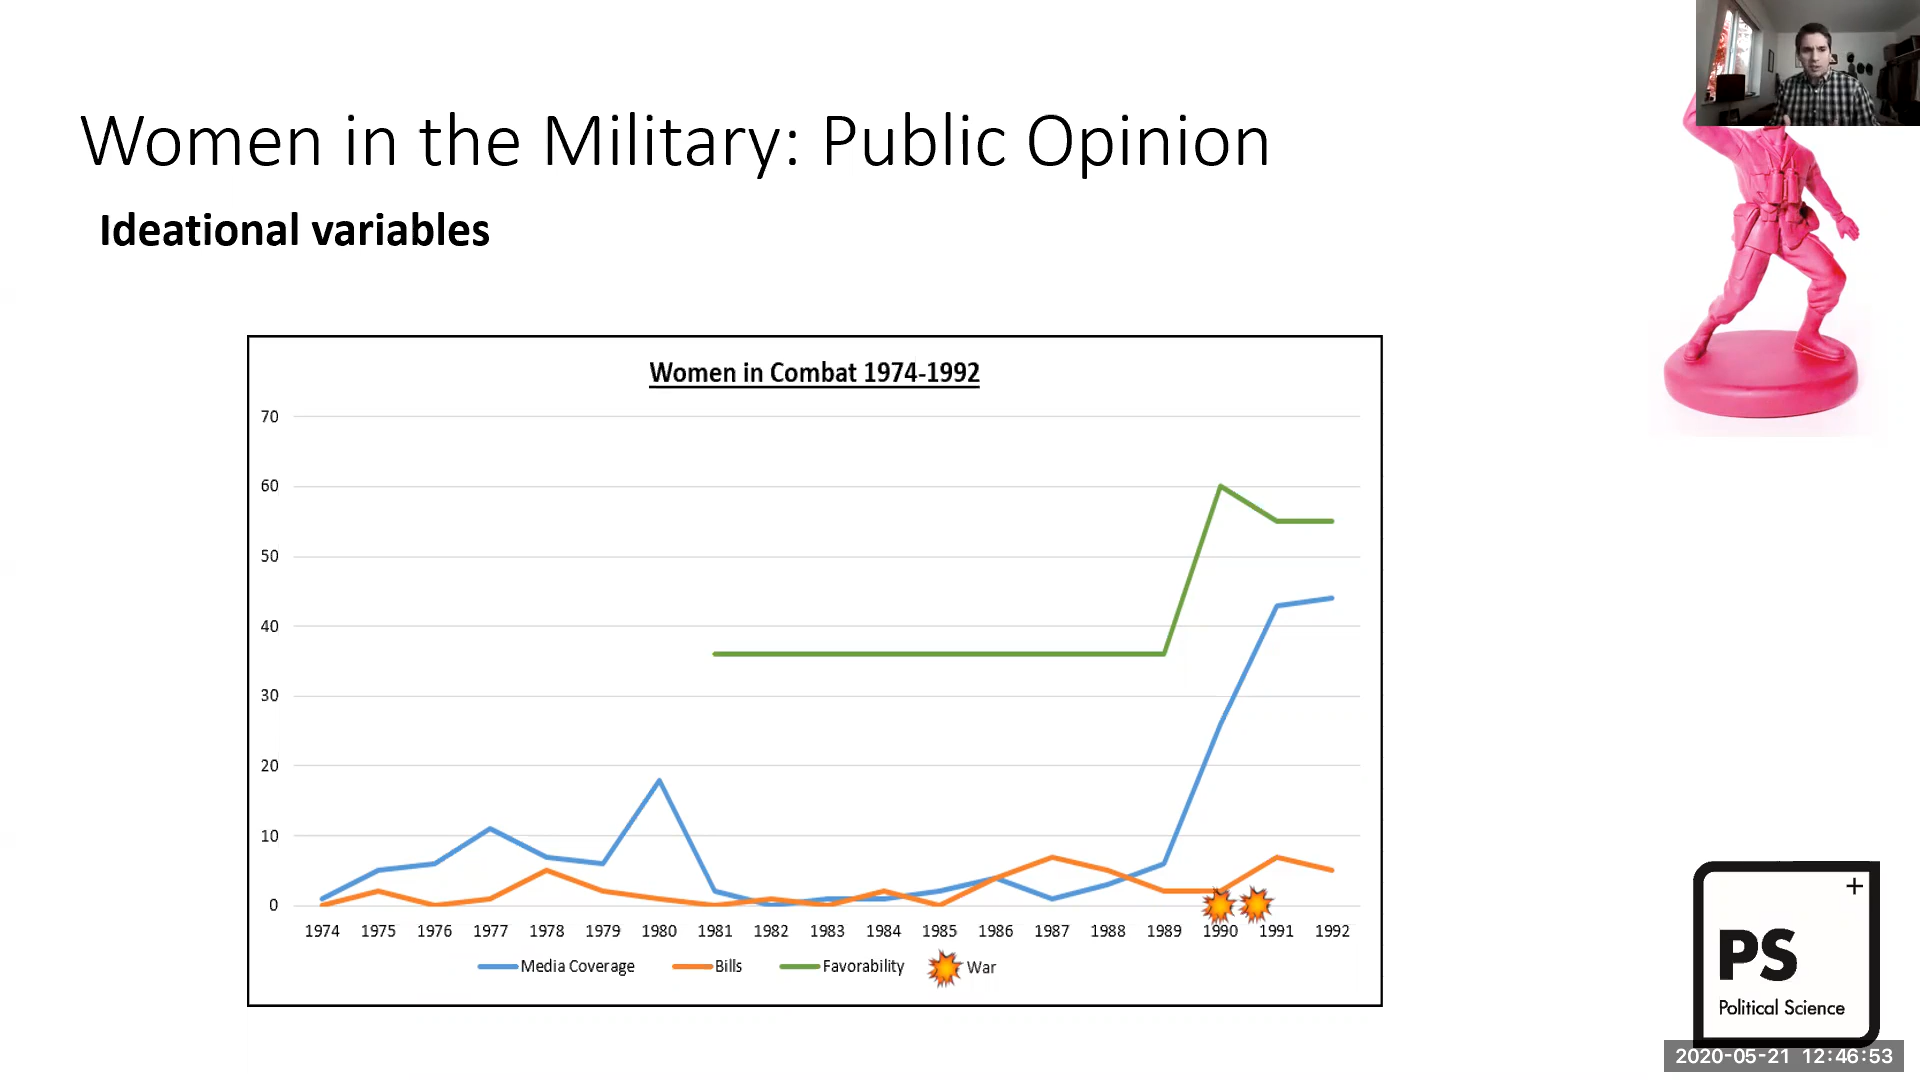 Women in the Military: Public Opinion
Ideational variables
Women in Combat 1974-1992
70
60
50
40
30
20
10
0
1974 1975 1976 1977 1978 1979 1980 1981 1982 1983 1984 1985 1986 1987 1988 1989 1990 1991 1992
Media Coverage Bills Favorability War
+
PS
Political Science
2020-05-21 12:46:53